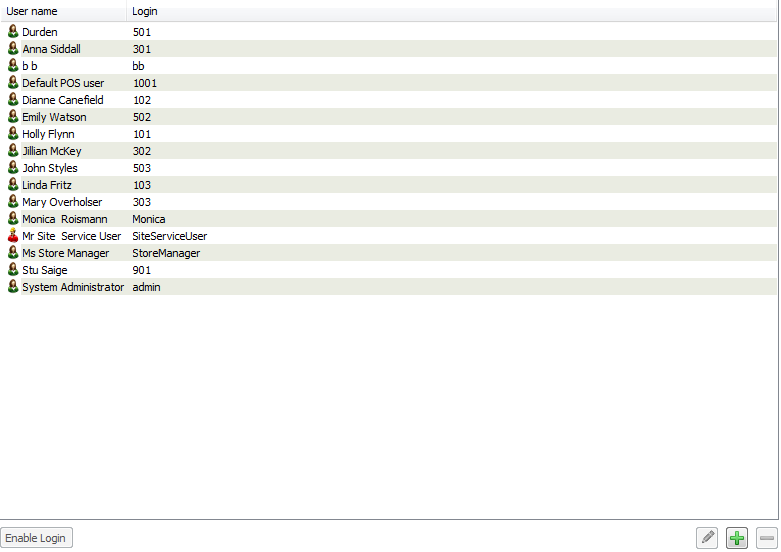 User name Login
Durden 501
Anna Siddall 301
b b bb
Default POS user 1001
Dianne Canefield 102
Emily Watson 502
Holly Flynn 101
Jillian McKey 302
John Styles 503
Linda Fritz 103
Mary Overholser 303
Monica  Roismann Monica
Mr Site  Service User SiteServiceUser
Ms Store Manager StoreManager
Stu Saige 901
System Administrator admin
Enable Login